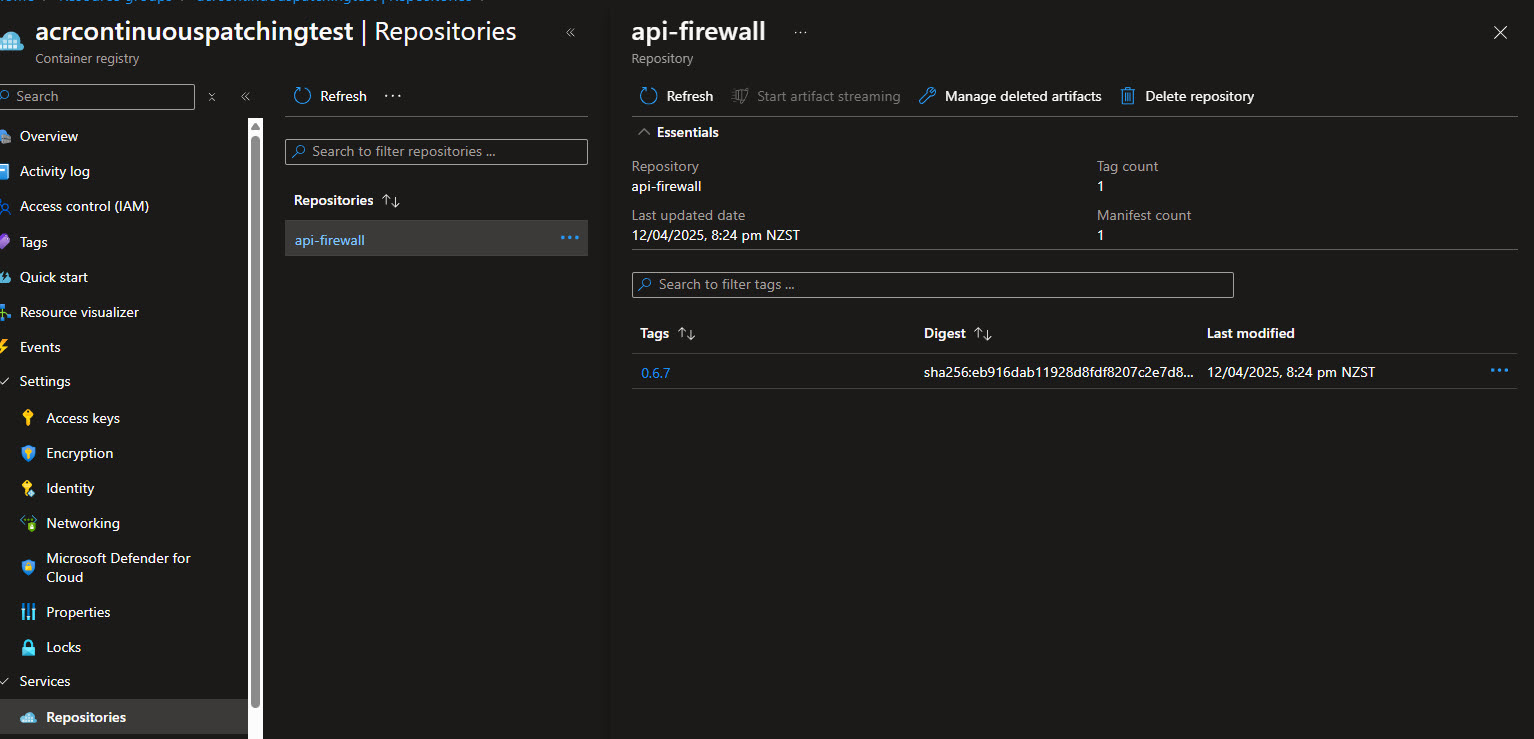 acrcontinuouspatchingtest | Repositories
Container registry
Search
Overview
Activity log
Access control (IAM)
Tags
Quick start
Resource visualizer
Events
Settings
Access keys
Encryption
Identity
Networking
Microsoft Defender for
Cloud
Properties
Locks
Services
Repositories
Refresh
Search to filter repositories ...
Repositories
api-firewall
api-firewall
Repository
Refresh
Start artifact streaming
Manage deleted artifacts
Delete repository
Essentials
Repository
api-firewall
Tag count
1
Last updated date
12/04/2025, 8:24 pm NZST
Manifest count
1
Search to filter tags ...
Tags
Digest
Last modified
0.6.7
sha256:eb916dab11928d8fdf8207c2e7d8...
12/04/2025, 8:24 pm NZST